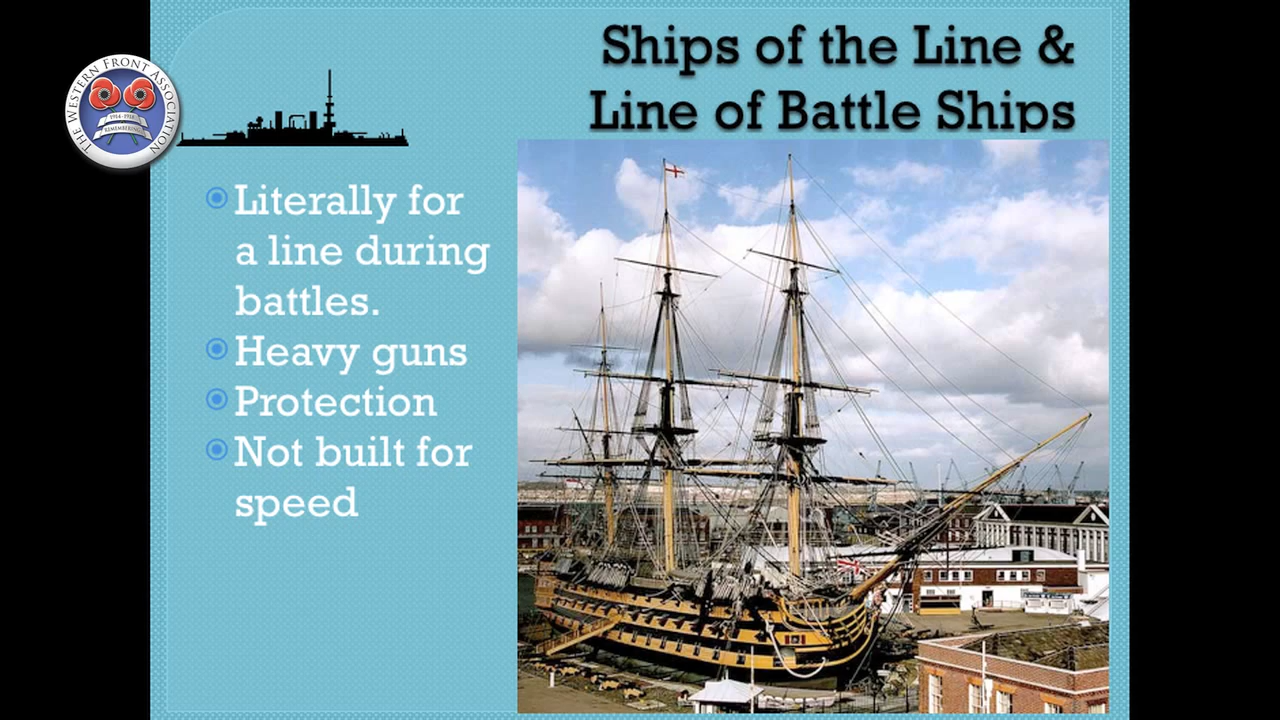 Ships of the Line &
Line of Battle Ships
THE WESTERN FRONT ASSOCIATION
1914-1918
REMEMBERING
Literally for
a line during
battles.
Heavy guns
Protection
Not built for
speed